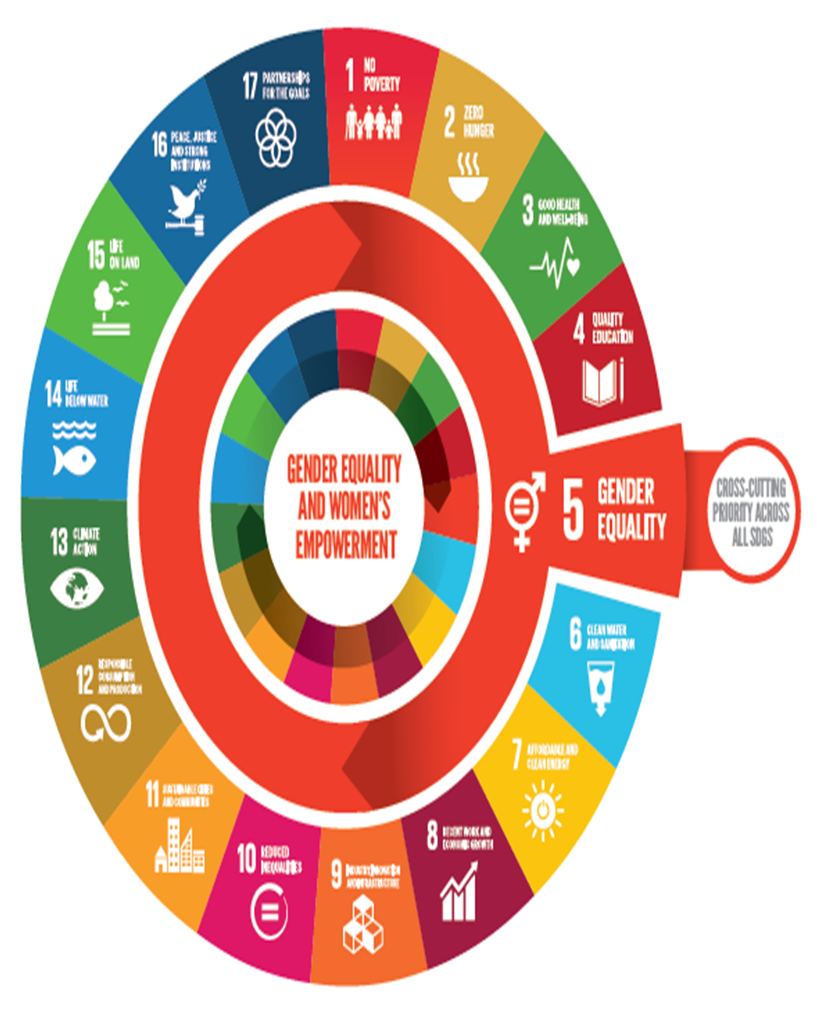 1 NO
POVERTY
2 ZERO
HUNGER
3 GOOD HEALTH
AND WELL-BEING
4 QUALITY
EDUCATION
5 GENDER
EQUALITY
CROSS-CUTTING
PRIORITY ACROSS
ALL SDGS
6 CLEAN WATER
AND SANITATION
7 AFFORDABLE AND
CLEAN ENERGY
8 DECENT WORK AND
ECONOMIC GROWTH
9 INDUSTRY, INNOVATION
AND INFRASTRUCTURE
10 REDUCED
INEQUALITIES
11 SUSTAINABLE CITIES
AND COMMUNITIES
12 RESPONSIBLE
CONSUMPTION
AND PRODUCTION
13 CLIMATE
ACTION
14 LIFE
BELOW WATER
15 LIFE
ON LAND
16 PEACE, JUSTICE
AND STRONG
INSTITUTIONS
17 PARTNERSHIPS
FOR THE GOALS
GENDER EQUALITY
AND WOMEN'S
EMPOWERMENT